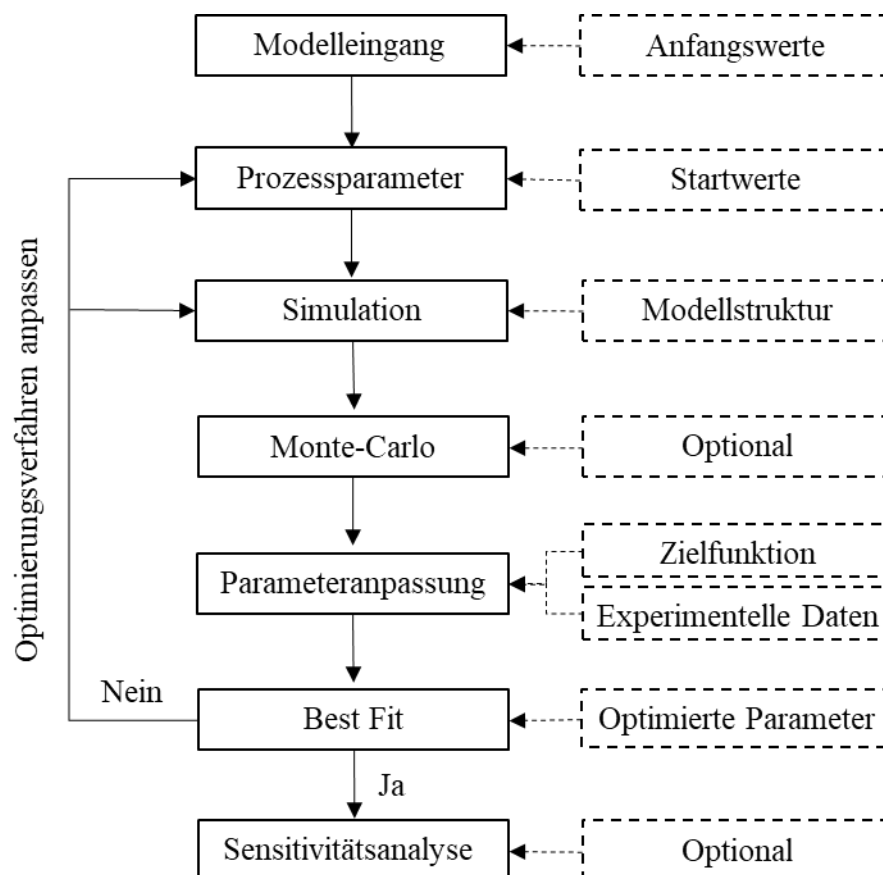 Modelleingang
Anfangswerte
Prozessparameter
Startwerte
Optimierungsverfahren anpassen
Simulation
Modellstruktur
Monte-Carlo
Optional
Zielfunktion
Parameteranpassung
Experimentelle Daten
Nein
Best Fit
Optimierte Parameter
Ja
Sensitivitätsanalyse
Optional